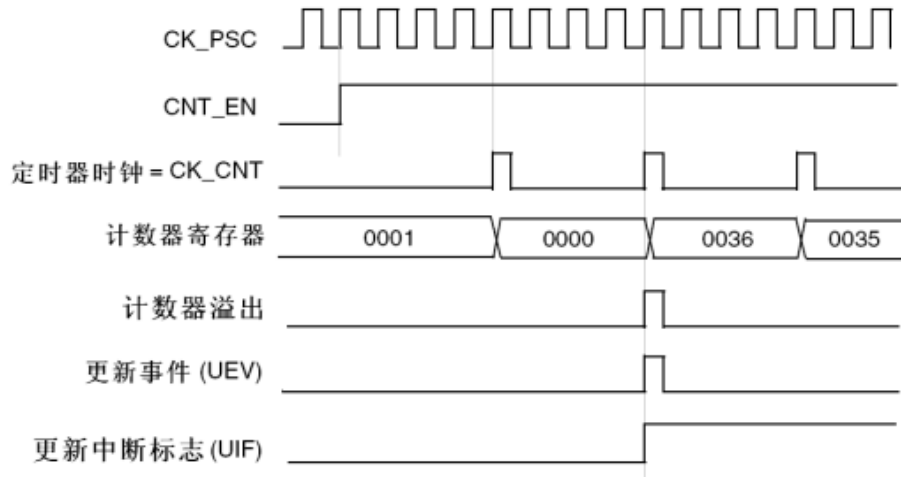 CK_PSC
CNT_EN
定时器时钟 = CK_CNT
计数器寄存器 0001 0000 0036 0035
计数器溢出
更新事件 (UEV)
更新中断标志 (UIF)